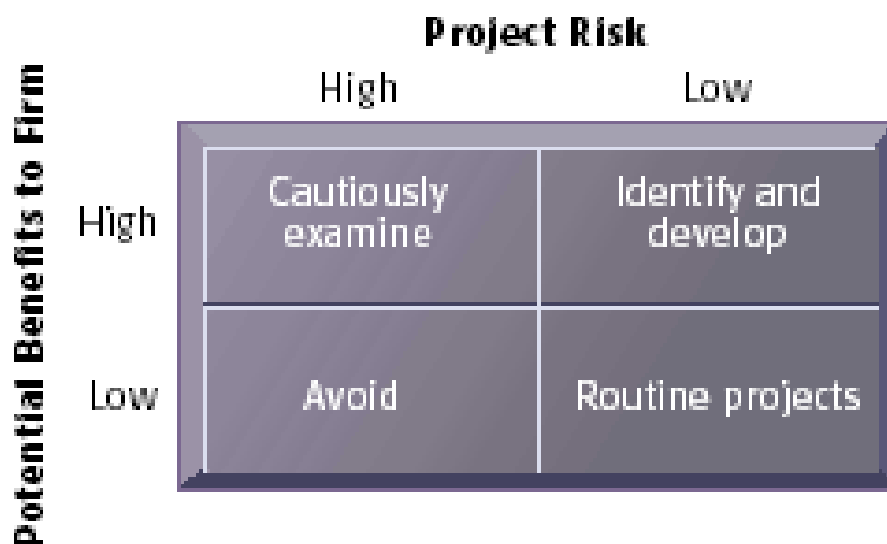 Project Risk
High
Low
Potential Benefits to Firm
High
Cautiously
examine
Identify and
develop
Low
Avoid
Routine projects